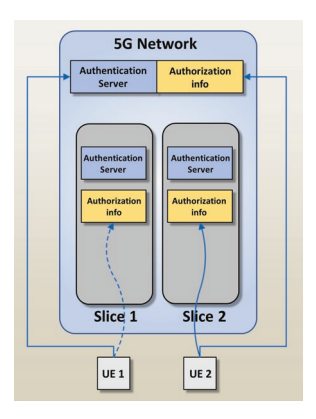 5G Network
Authentication
Server
Authorization
info
Authentication
Server
Authorization
info
Slice 1
Authentication
Server
Authorization
info
Slice 2
UE 1
UE 2